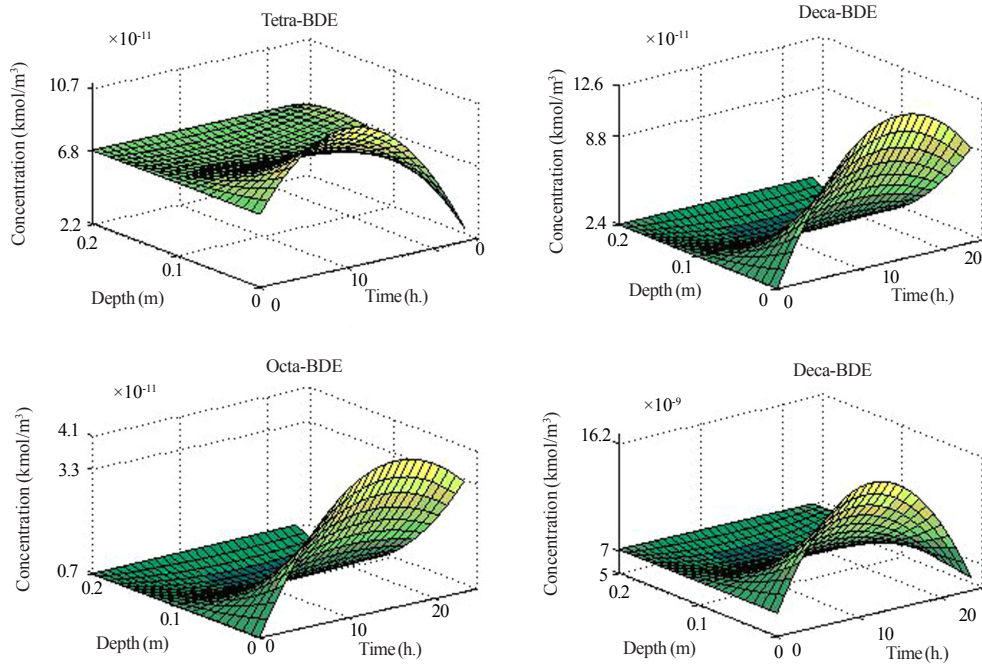 Tetra-BDE
×10-11
10.7
6.8
2.2
0.2
0.1
0
0
10
0
Concentration (kmol/m3)
Depth (m)
Time (h.)
Deca-BDE
×10-11
12.6
8.8
2.4
0.2
0.1
0
0
10
20
Concentration (kmol/m3)
Depth (m)
Time (h.)
Octa-BDE
×10-11
4.1
3.3
0.7
0.2
0.1
0
0
10
20
Concentration (kmol/m3)
Depth (m)
Time (h.)
Deca-BDE
×10-9
16.2
7
5
0.2
0.1
0
0
10
20
Concentration (kmol/m3)
Depth (m)
Time (h.)